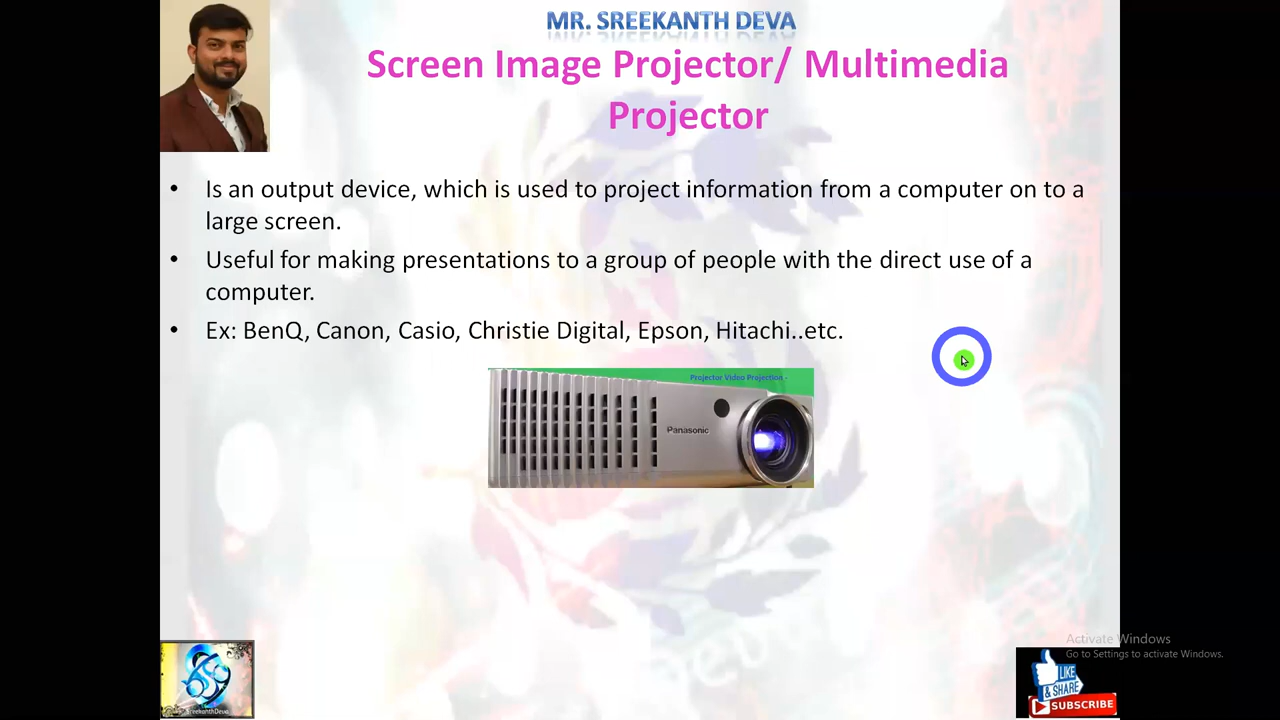 MR. SREEKANTH DEVA
Screen Image Projector/ Multimedia
Projector
• Is an output device, which is used to project information from a computer on to a
large screen.
• Useful for making presentations to a group of people with the direct use of a
computer.
• Ex: BenQ, Canon, Casio, Christie Digital, Epson, Hitachi..etc.
Projector Video Projection -
Panasonic
Activate Windows
Go to Settings to activate Windows.
LIKE
& SHARE
SUBSCRIBE
SreekanthDeva